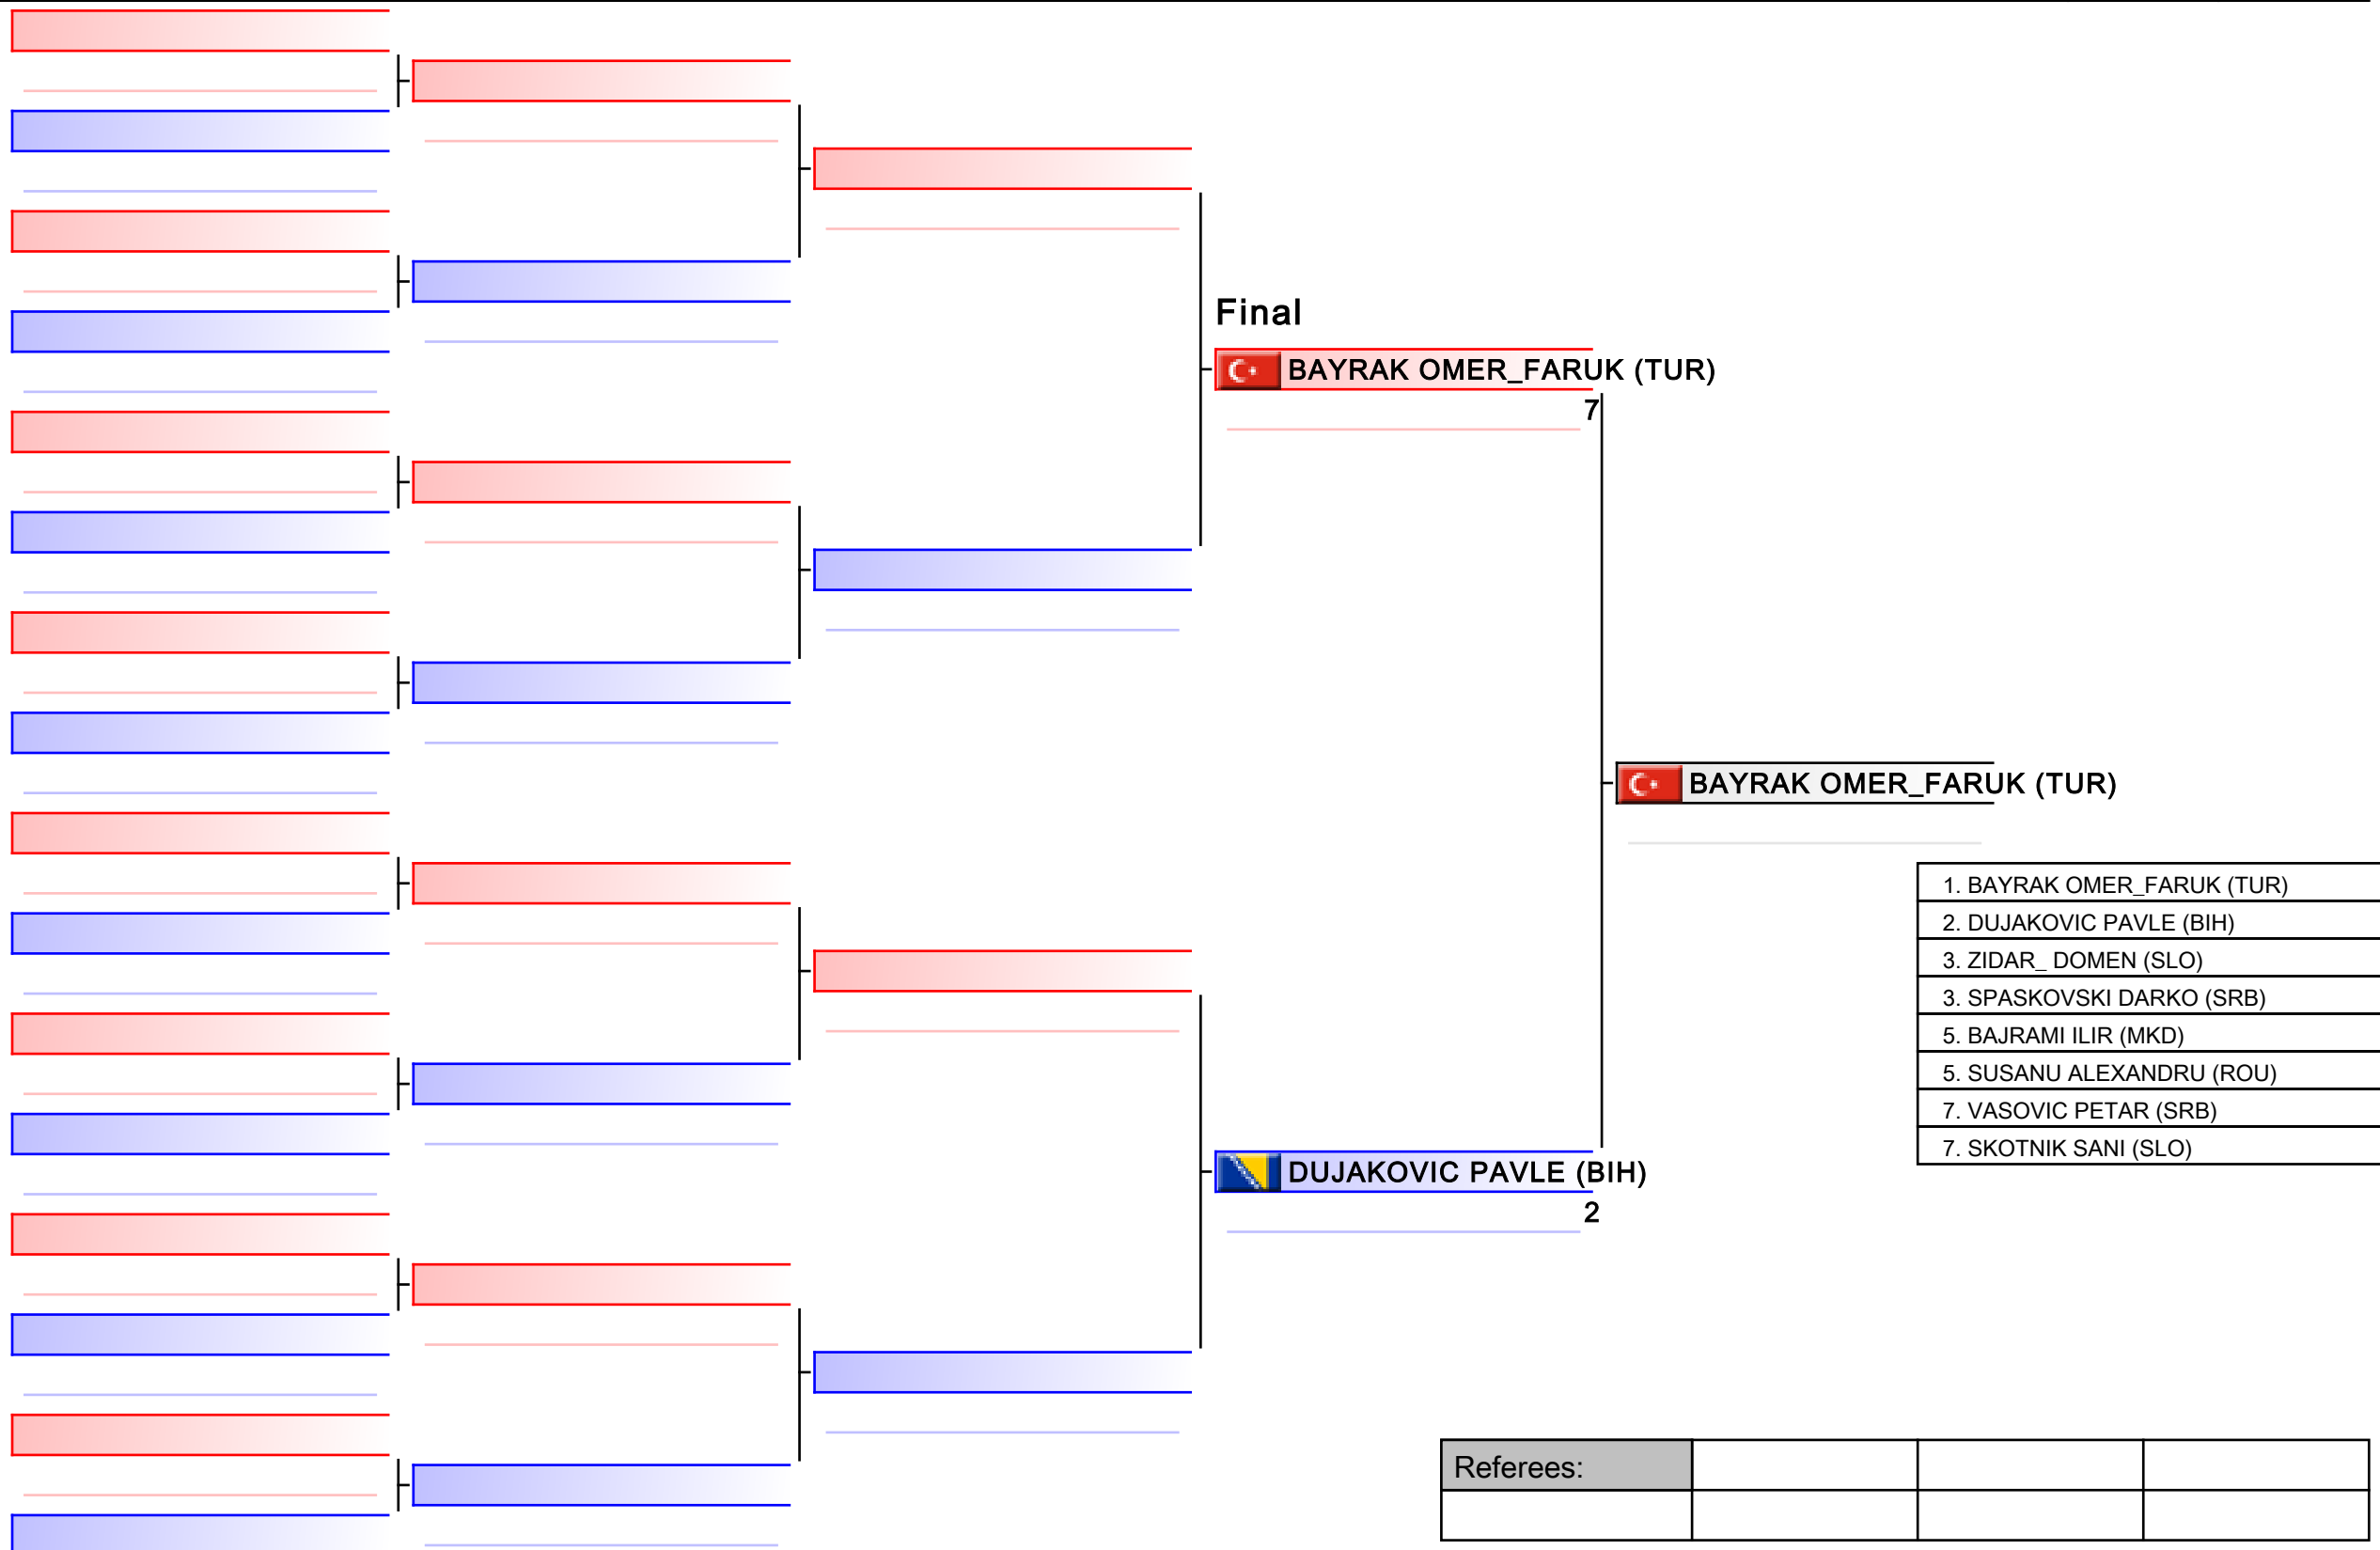 Final
BAYRAK OMER_FARUK (TUR)
7
BAYRAK OMER_FARUK (TUR)
1. BAYRAK OMER_FARUK (TUR)
2. DUJAKOVIC PAVLE (BIH)
3. ZIDAR_ DOMEN (SLO)
3. SPASKOVSKI DARKO (SRB)
5. BAJRAMI ILIR (MKD)
5. SUSANU ALEXANDRU (ROU)
7. VASOVIC PETAR (SRB)
7. SKOTNIK SANI (SLO)
DUJAKOVIC PAVLE (BIH)
2
Referees: